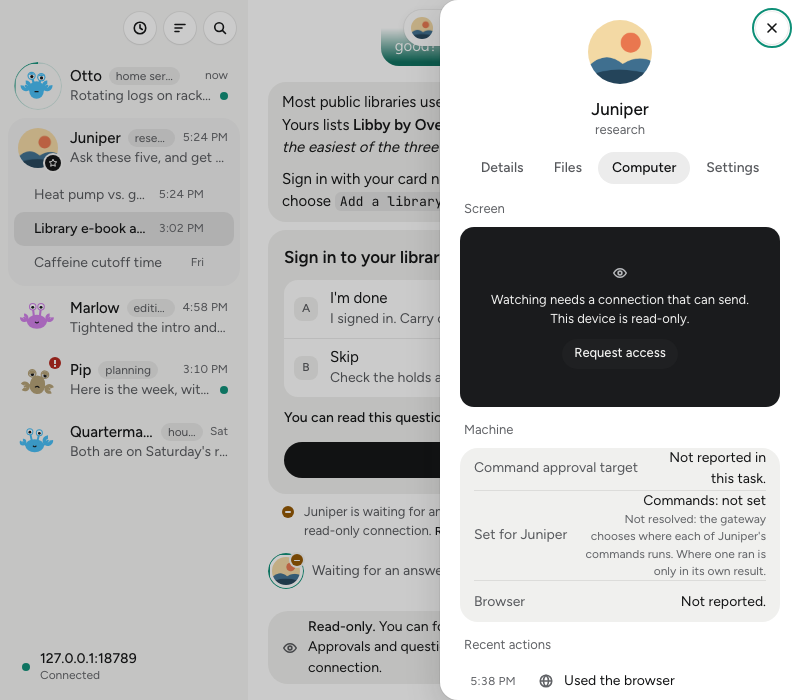 Otto home ser... now
Rotating logs on rack...
Juniper rese... 5:24 PM
Ask these five, and get ...
Heat pump vs. g... 5:24 PM
Library e-book a... 3:02 PM
Caffeine cutoff time Fri
Marlow editi... 4:58 PM
Tightened the intro and...
Pip planning 3:10 PM
Here is the week, wit...
Quarterma... hou... Sat
Both are on Saturday's r...
127.0.0.1:18789
Connected
good?
Most public libraries use
Yours lists Libby by Ove
the easiest of the three
Sign in with your card n
choose Add a library
Sign in to your librar
A I'm done
I signed in. Carry
B Skip
Check the holds a
You can read this questio
Juniper is waiting for an
read-only connection. R
Waiting for an answe
Read-only. You can fo
Approvals and questi
connection.
Juniper
research
Details Files Computer Settings
Screen
Watching needs a connection that can send.
This device is read-only.
Request access
Machine
Command approval target Not reported in
this task.
Set for Juniper Commands: not set
Not resolved: the gateway
chooses where each of Juniper's
commands runs. Where one ran is
only in its own result.
Browser Not reported.
Recent actions
5:38 PM Used the browser